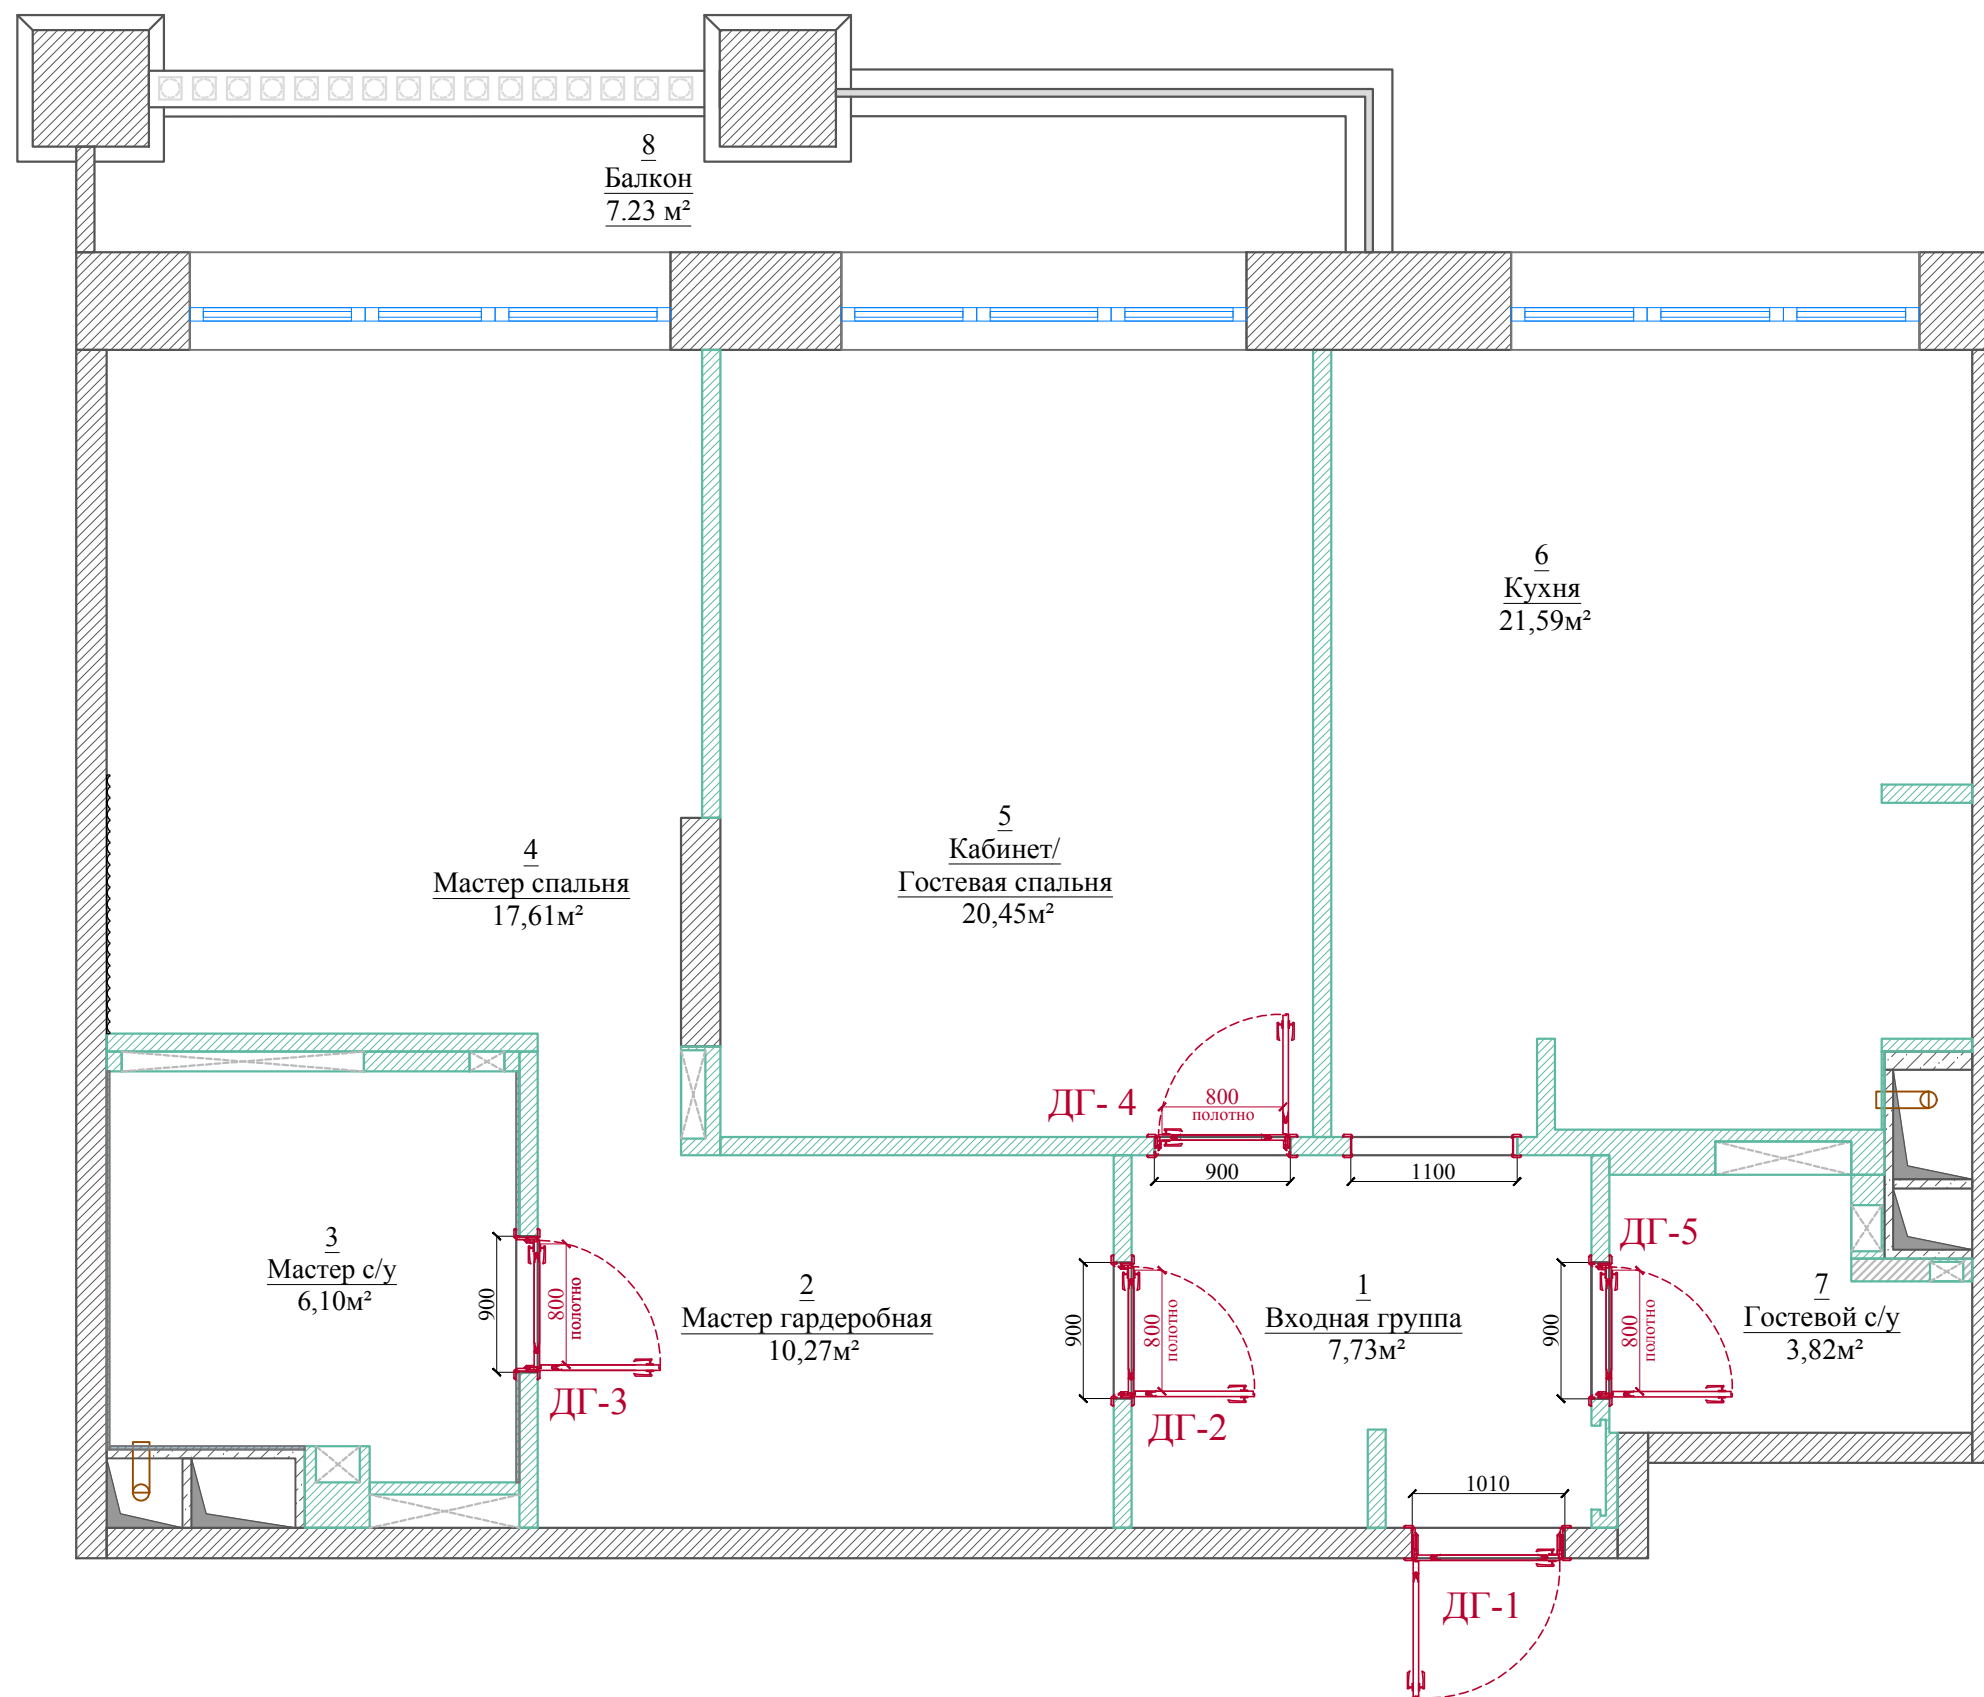 8
Балкон
7.23 м²
6
Кухня
21,59м²
5
Кабинет/
Гостевая спальня
20,45м²
4
Мастер спальня
17,61м²
ДГ- 4
800
полотно
900
1100
3
Мастер с/у
6,10м²
900
800
полотно
ДГ-3
2
Мастер гардеробная
10,27м²
900
800
полотно
ДГ-2
1
Входная группа
7,73м²
900
800
полотно
ДГ-5
7
Гостевой с/у
3,82м²
1010
ДГ-1